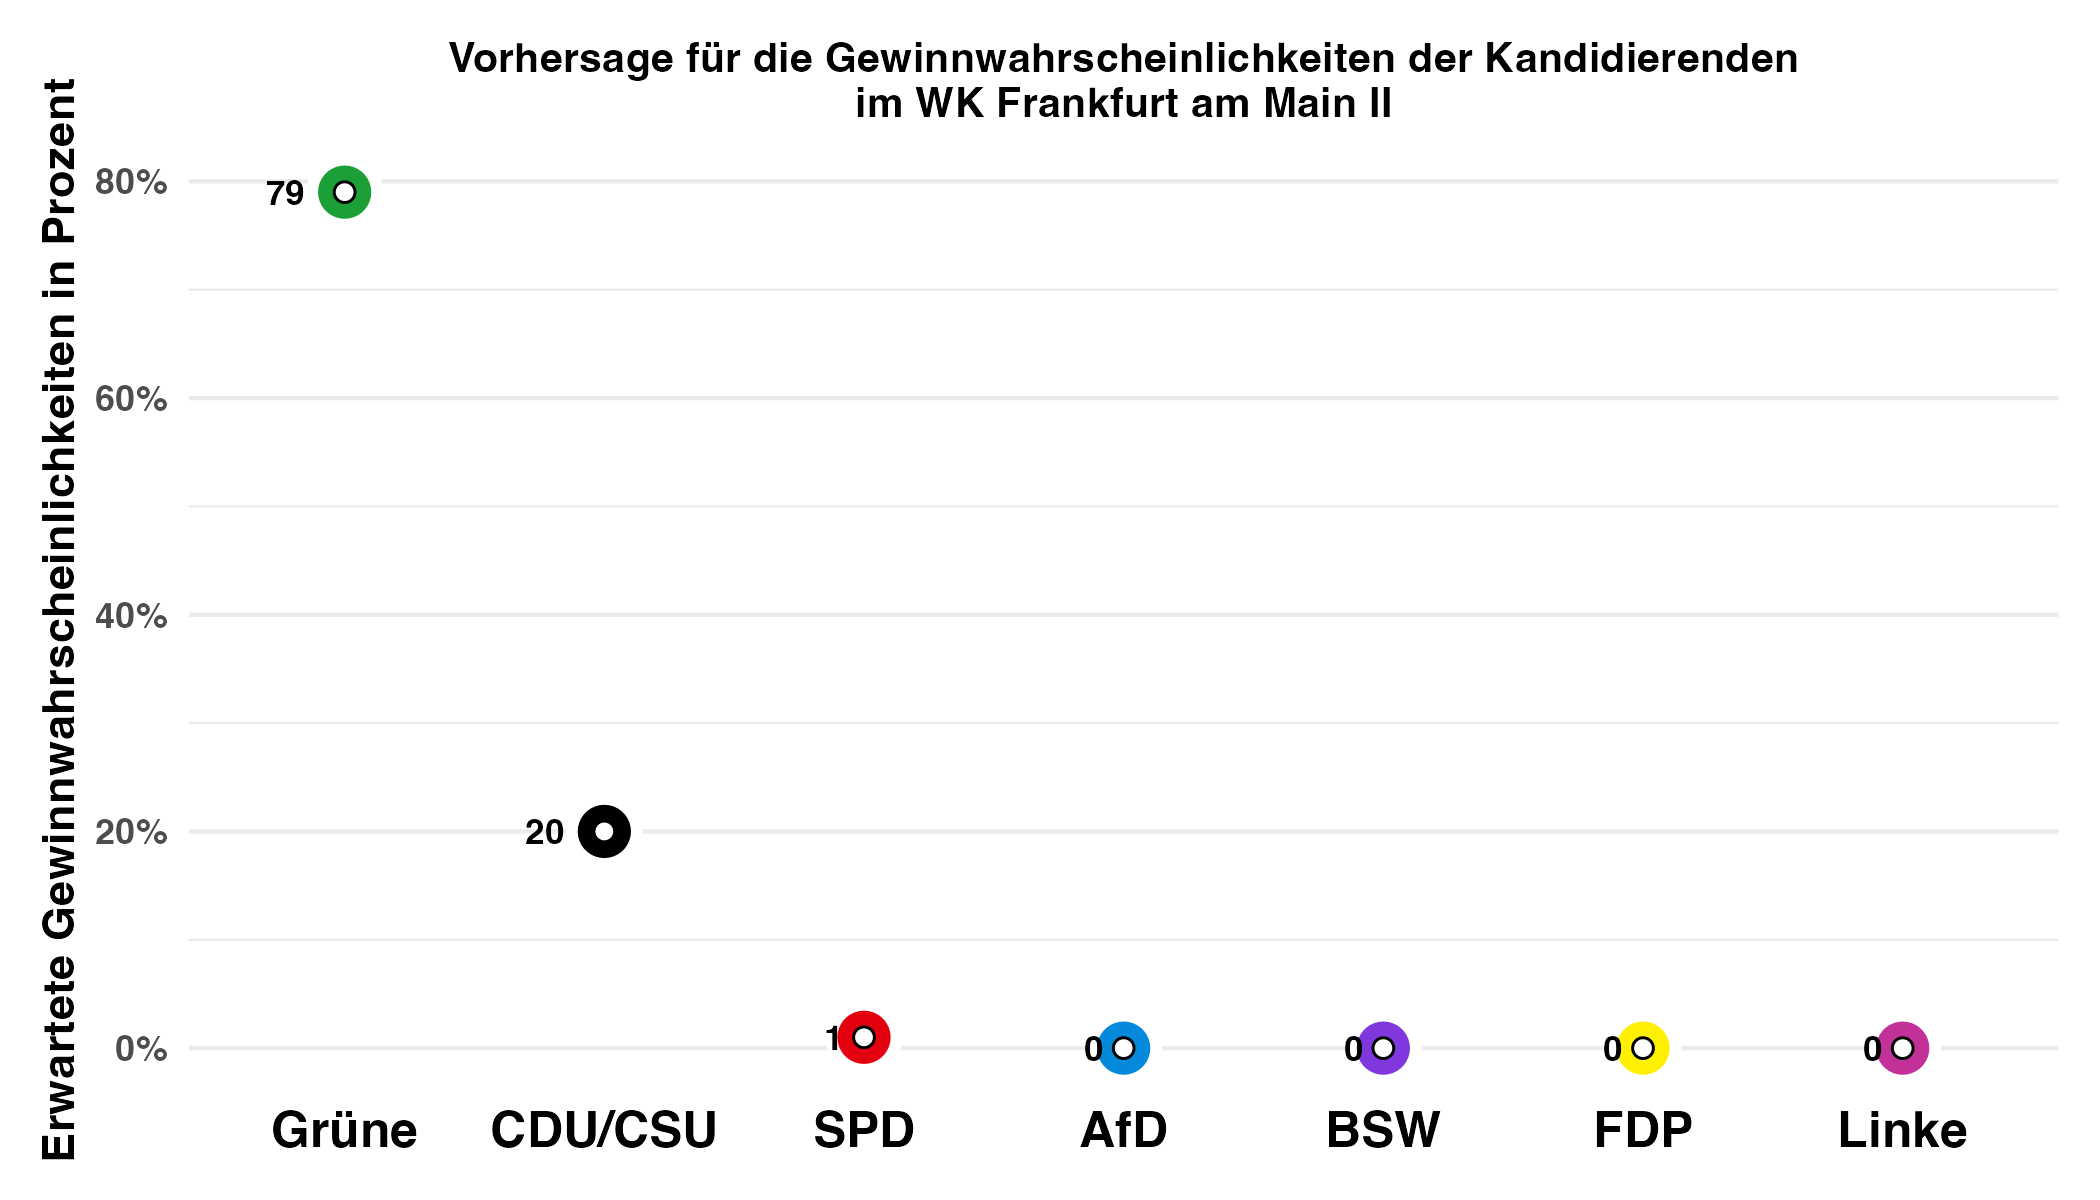 Vorhersage für die Gewinnwahrscheinlichkeiten der Kandidierenden
im WK Frankfurt am Main II
Erwartete Gewinnwahrscheinlichkeiten in Prozent
80%
60%
40%
20%
0%
79
20
1
0
0
0
0
Grüne
CDU/CSU
SPD
AfD
BSW
FDP
Linke